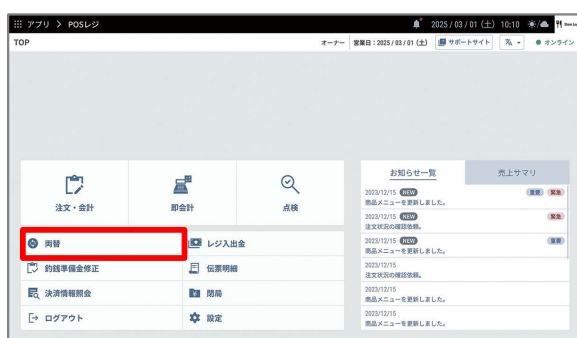 アプリ > POSレジ 2025 / 03 / 01 (土) 10:10
TOP オーナー 営業日：2025 / 03 / 01 (土) サポートサイト オンライン
お知らせ一覧 売上サマリ
2023/12/15 NEW 重要 緊急
商品メニューを更新しました。
注文・会計 即会計 点検
2023/12/15 NEW 緊急
注文状況の確認依頼。
両替 レジ入出金
2023/12/15 NEW 重要
商品メニューを更新しました。
釣銭準備金修正 伝票明細
2023/12/15
注文状況の確認依頼。
決済情報照会 閉局
2023/12/15
商品メニューを更新しました。
ログアウト 設定
2023/12/15
商品メニューを更新しました。